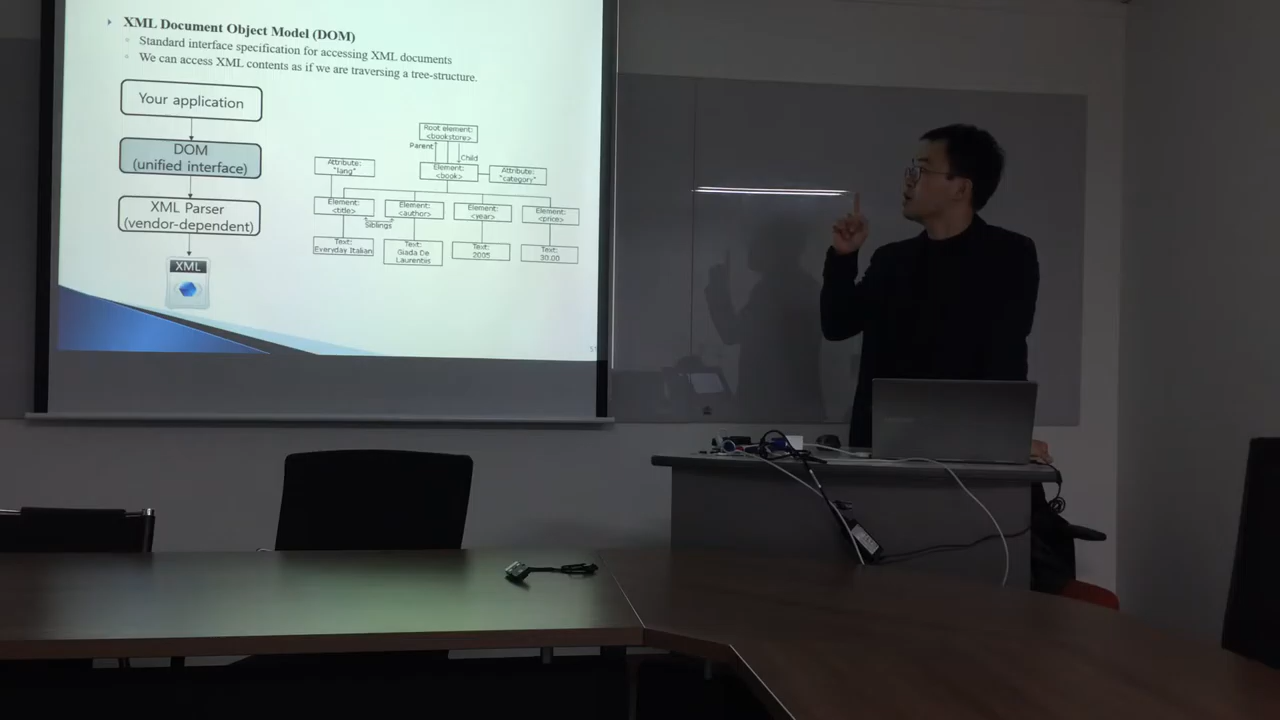 XML Document Object Model (DOM)
Standard interface specification for accessing XML documents
We can access XML contents as if we are traversing a tree-structure.
Your application
DOM
(unified interface)
XML Parser
(vendor-dependent)
XML
Root element:
<bookstore>
Parent
Child
Attribute:
"lang"
Element:
<book>
Attribute:
"category"
Element:
<title>
Element:
<author>
Element:
<year>
Element:
<price>
Siblings
Text:
Everyday Italian
Text:
Giada De
Laurentiis
Text:
2005
Text:
30.00